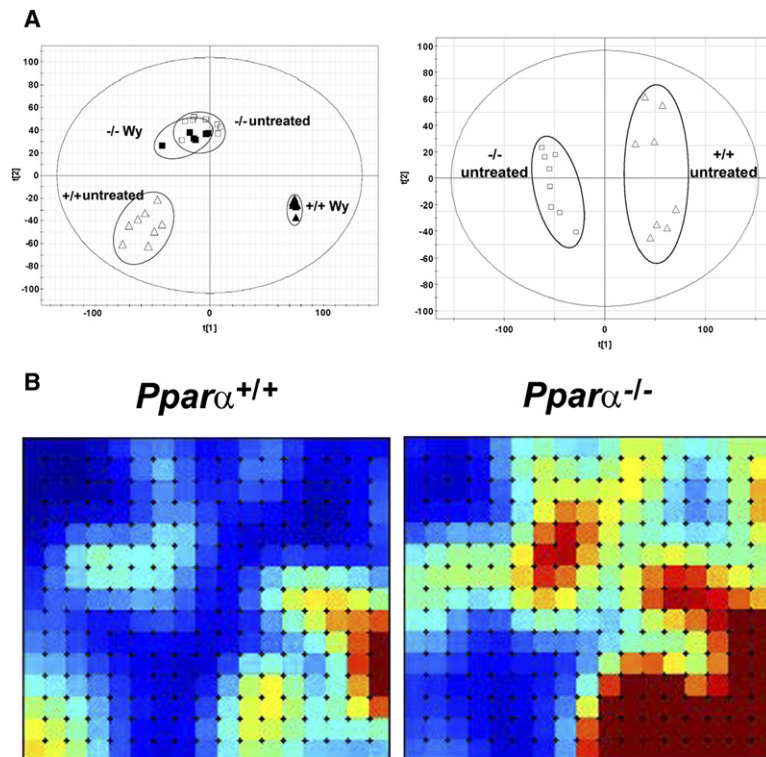 A
t[2]
100
80
60
40
20
0
-20
-40
-60
-80
-100
-/- Wy
-/- untreated
+/+ untreated
+/+ Wy
-100
0
100
t[1]
t[2]
100
80
60
40
20
0
-20
-40
-60
-80
-100
-/-
untreated
+/+
untreated
-100
0
100
t[1]
B
Pparα+/+
Pparα-/-